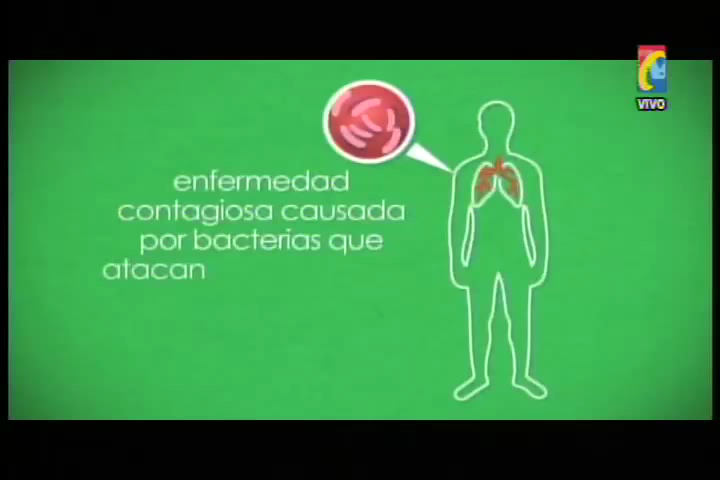 VIVO
enfermedad
contagiosa causada
por bacterias que
atacan